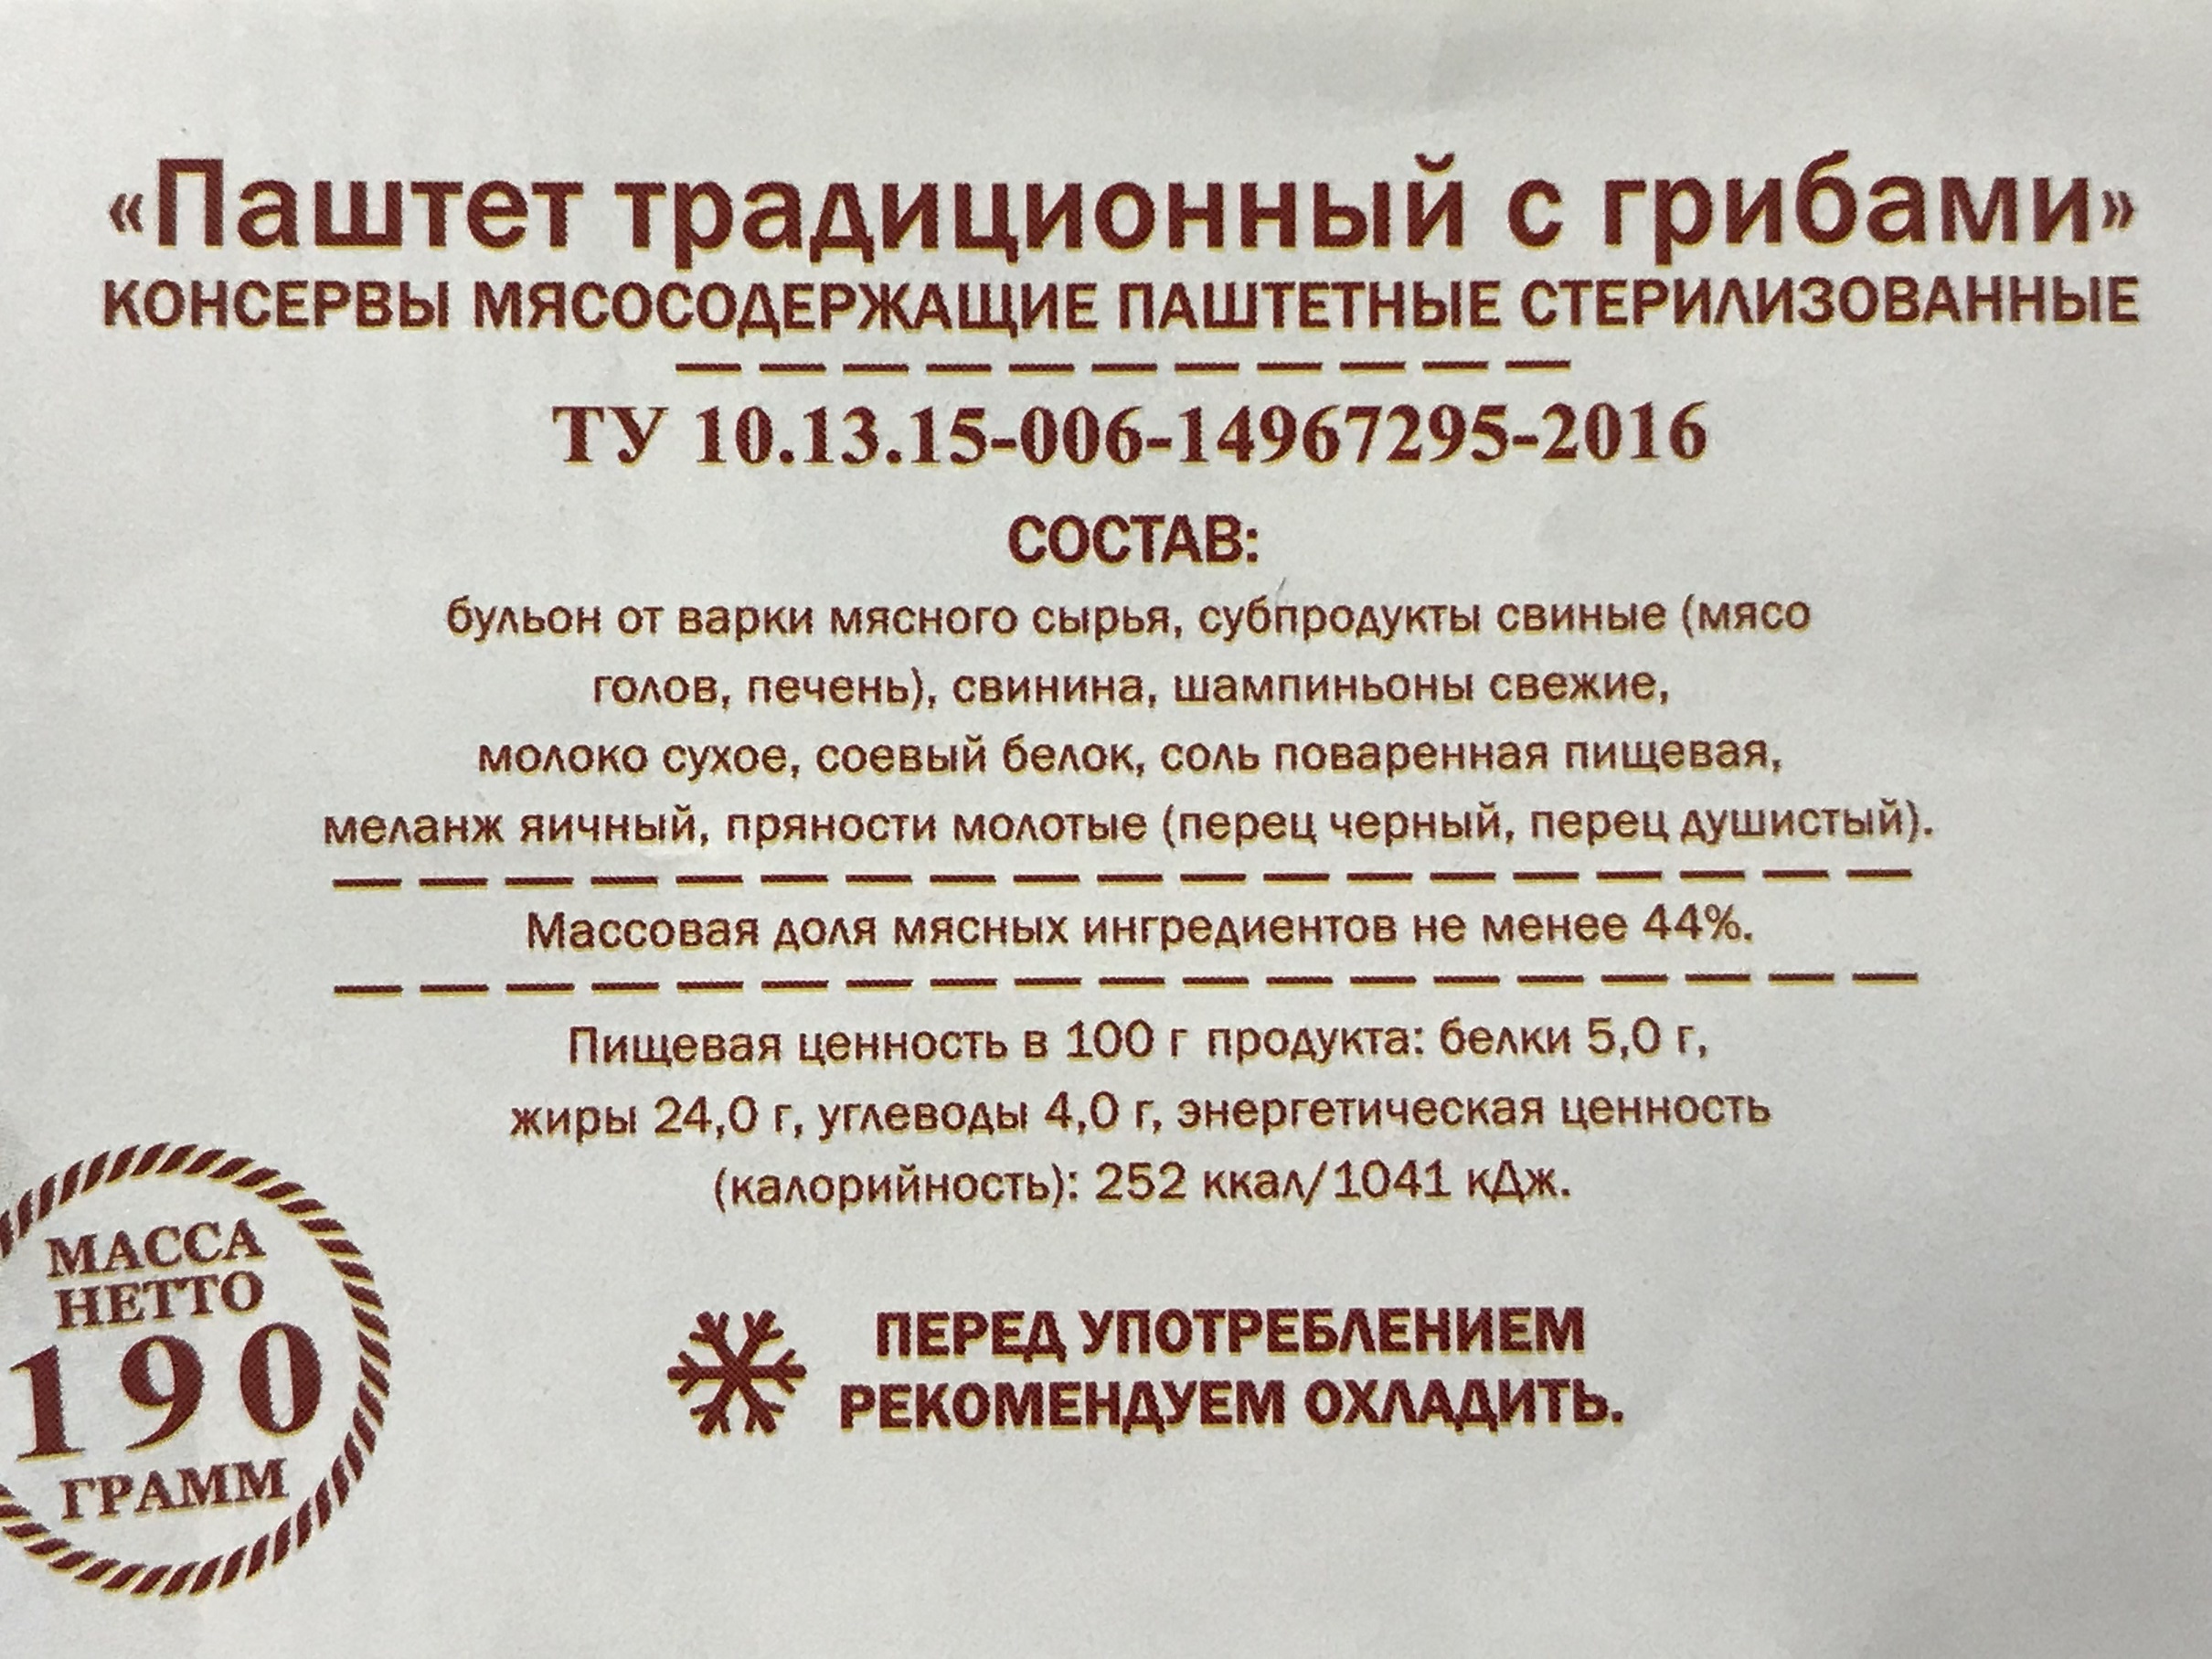 «Паштет традиционный с грибами»
КОНСЕРВЫ МЯСОСОДЕРЖАЩИЕ ПАШТЕТНЫЕ СТЕРИЛИЗОВАННЫЕ
ТУ 10.13.15-006-14967295-2016
СОСТАВ:
бульон от варки мясного сырья, субпродукты свиные (мясо
голов, печень), свинина, шампиньоны свежие,
молоко сухое, соевый белок, соль поваренная пищевая,
меланж яичный, пряности молотые (перец черный, перец душистый).
Массовая доля мясных ингредиентов не менее 44%.
Пищевая ценность в 100 г продукта: белки 5,0 г,
жиры 24,0 г, углеводы 4,0 г, энергетическая ценность
(калорийность): 252 ккал/1041 кДж.
МАССА
НЕТТО
190
ГРАММ
ПЕРЕД УПОТРЕБЛЕНИЕМ
РЕКОМЕНДУЕМ ОХЛАДИТЬ.